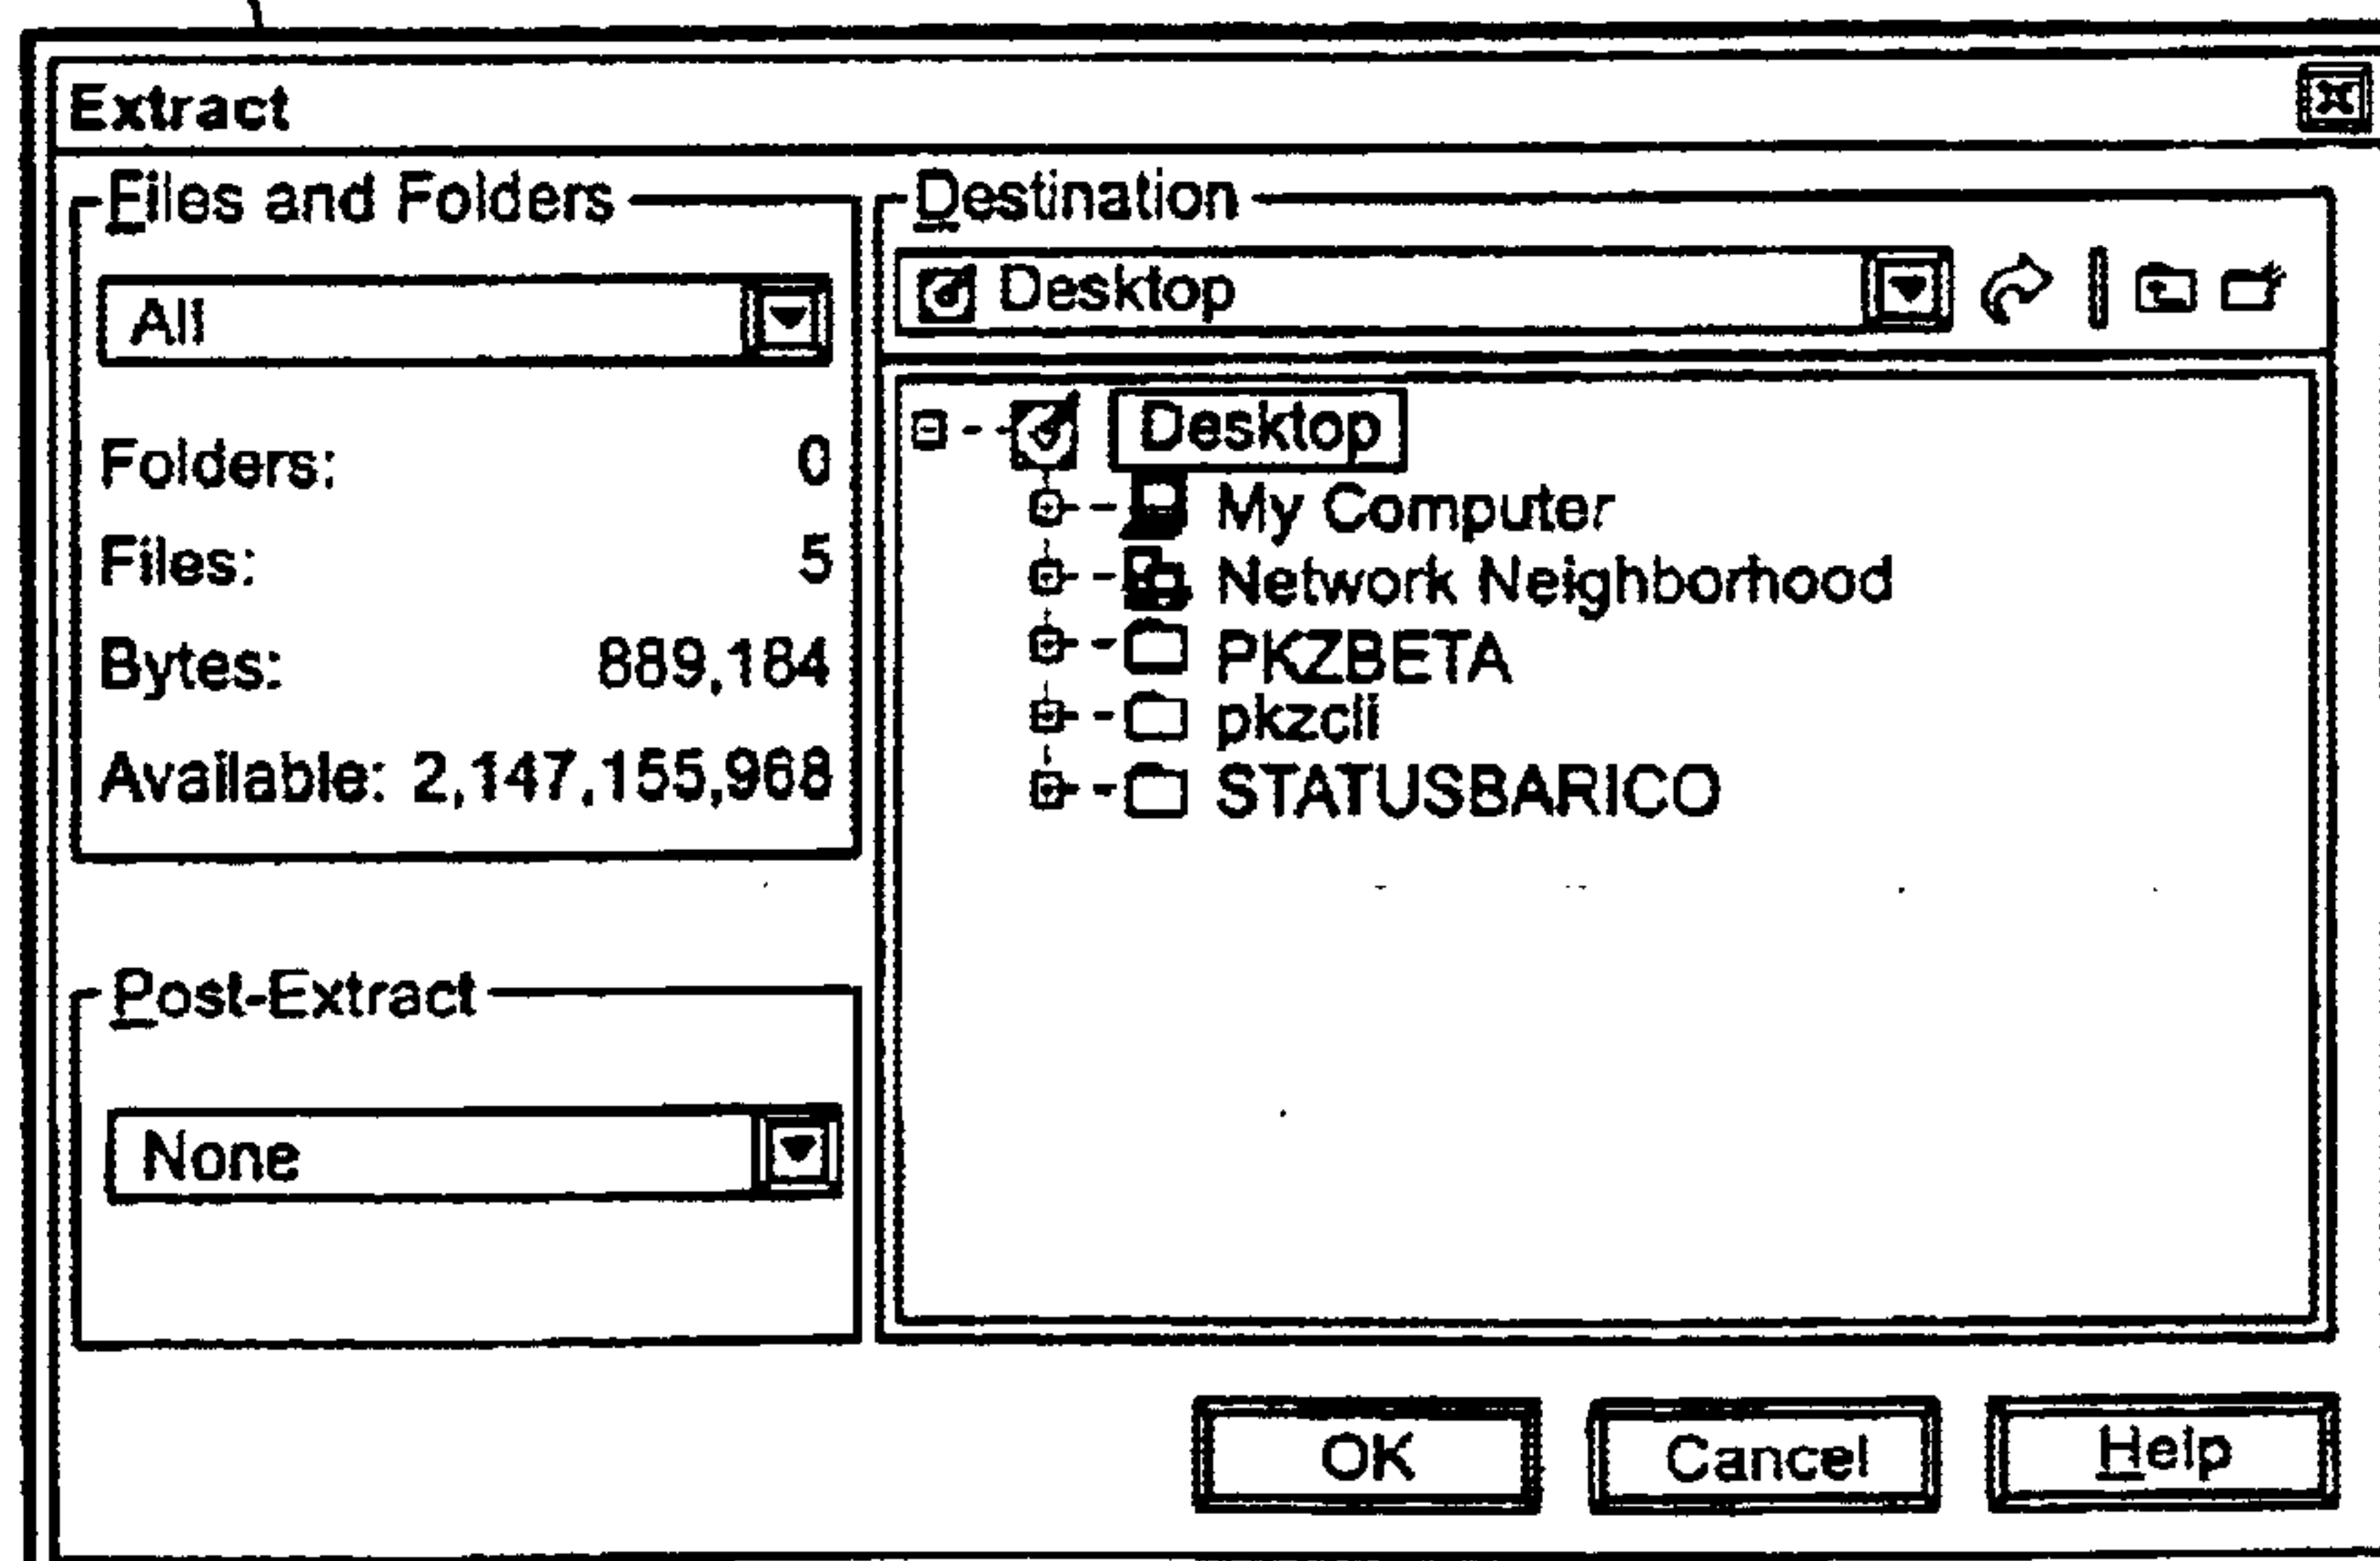 Extract
Files and Folders
All
Folders: 0
Files: 5
Bytes: 889,184
Available: 2,147,155,968
Post-Extract
None
Destination
Desktop
Desktop
My Computer
Network Neighborhood
PKZBETA
pkzcli
STATUSBARICO
OK Cancel Help